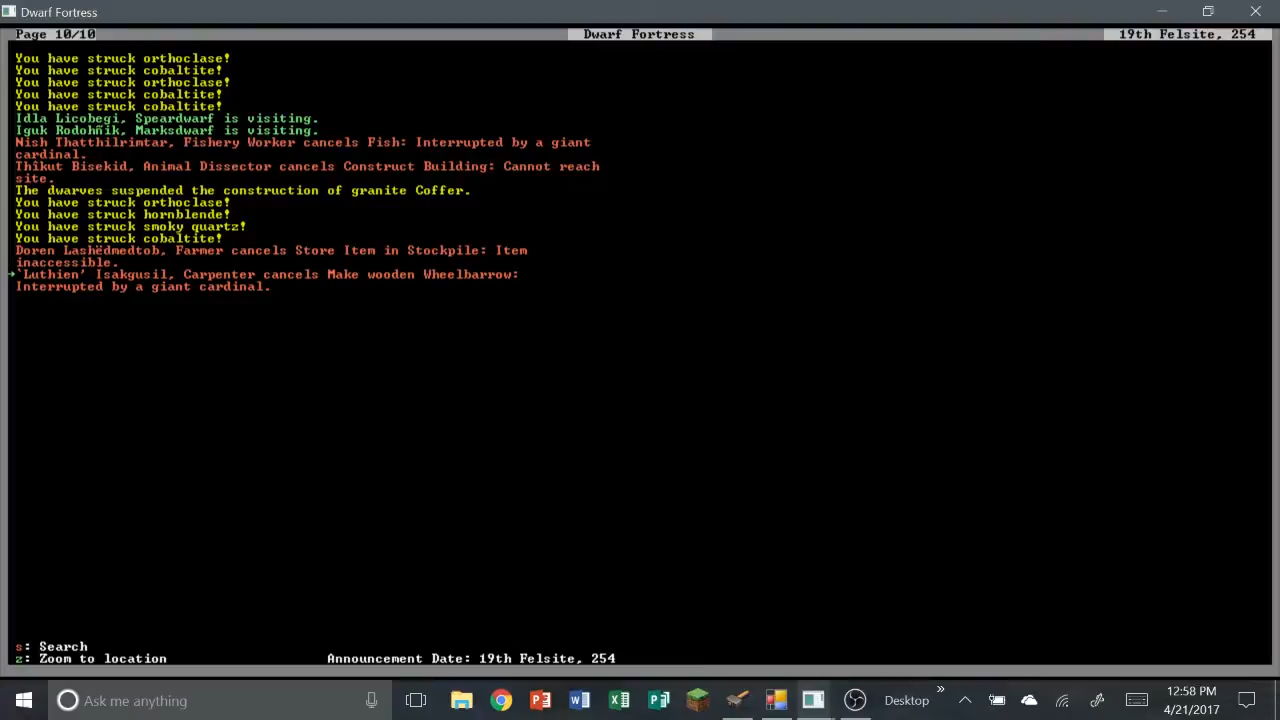 Dwarf Fortress
Page 10/10 Dwarf Fortress 19th Felsite, 254
You have struck orthoclase!
You have struck cobaltite!
You have struck orthoclase!
You have struck cobaltite!
You have struck cobaltite!
Idla Licobegi, Speardwarf is visiting.
Iguk Rodohñik, Marksdwarf is visiting.
Nish Thatthilrimtar, Fishery Worker cancels Fish: Interrupted by a giant
cardinal.
Thîkut Bisekid, Animal Dissector cancels Construct Building: Cannot reach
site.
The dwarves suspended the construction of granite Coffer.
You have struck orthoclase!
You have struck hornblende!
You have struck smoky quartz!
You have struck cobaltite!
Doren Lashëdmedtob, Farmer cancels Store Item in Stockpile: Item
inaccessible.
→`Luthien' Isakgusil, Carpenter cancels Make wooden Wheelbarrow:
Interrupted by a giant cardinal.
s: Search
z: Zoom to location Announcement Date: 19th Felsite, 254
Ask me anything Desktop 12:58 PM
4/21/2017